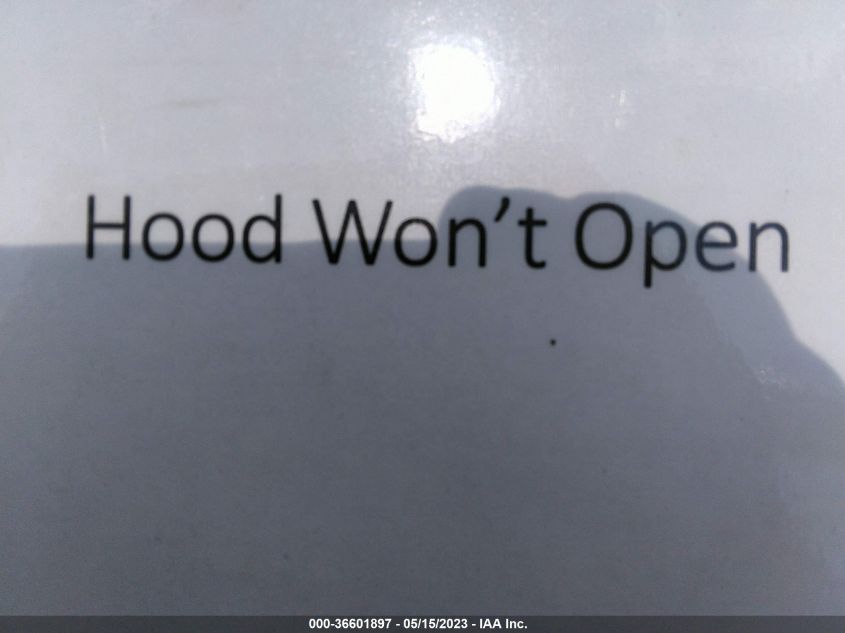 Hood Won’t Open
000-36601897 - 05/15/2023 - IAA Inc.